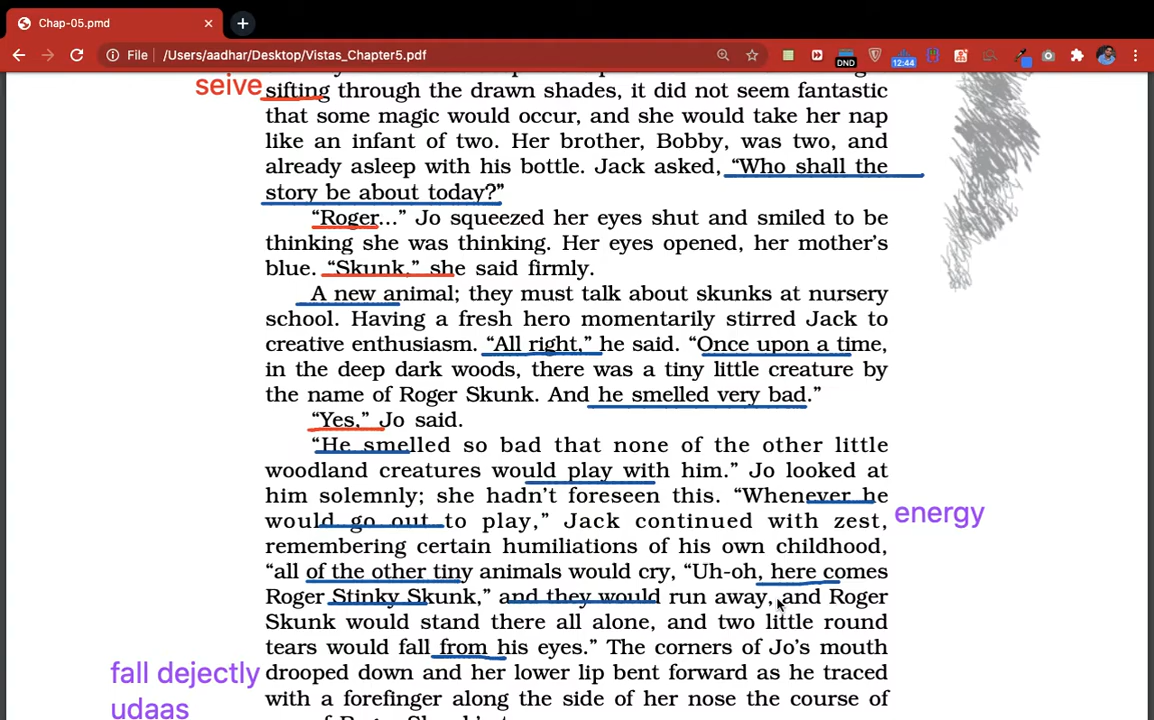 Chap-05.pmd
File
/Users/aadhar/Desktop/Vistas_Chapter5.pdf
DND
12:44
seive
sifting through the drawn shades, it did not seem fantastic
that some magic would occur, and she would take her nap
like an infant of two. Her brother, Bobby, was two, and
already asleep with his bottle. Jack asked, “Who shall the
story be about today?”
“Roger...” Jo squeezed her eyes shut and smiled to be
thinking she was thinking. Her eyes opened, her mother’s
blue. “Skunk,” she said firmly.
A new animal; they must talk about skunks at nursery
school. Having a fresh hero momentarily stirred Jack to
creative enthusiasm. “All right,” he said. “Once upon a time,
in the deep dark woods, there was a tiny little creature by
the name of Roger Skunk. And he smelled very bad.”
“Yes,” Jo said.
“He smelled so bad that none of the other little
woodland creatures would play with him.” Jo looked at
him solemnly; she hadn’t foreseen this. “Whenever he
would go out to play,” Jack continued with zest,
energy
remembering certain humiliations of his own childhood,
“all of the other tiny animals would cry, “Uh-oh, here comes
Roger Stinky Skunk,” and they would run away, and Roger
Skunk would stand there all alone, and two little round
tears would fall from his eyes.” The corners of Jo’s mouth
fall dejectly
drooped down and her lower lip bent forward as he traced
with a forefinger along the side of her nose the course of
udaas